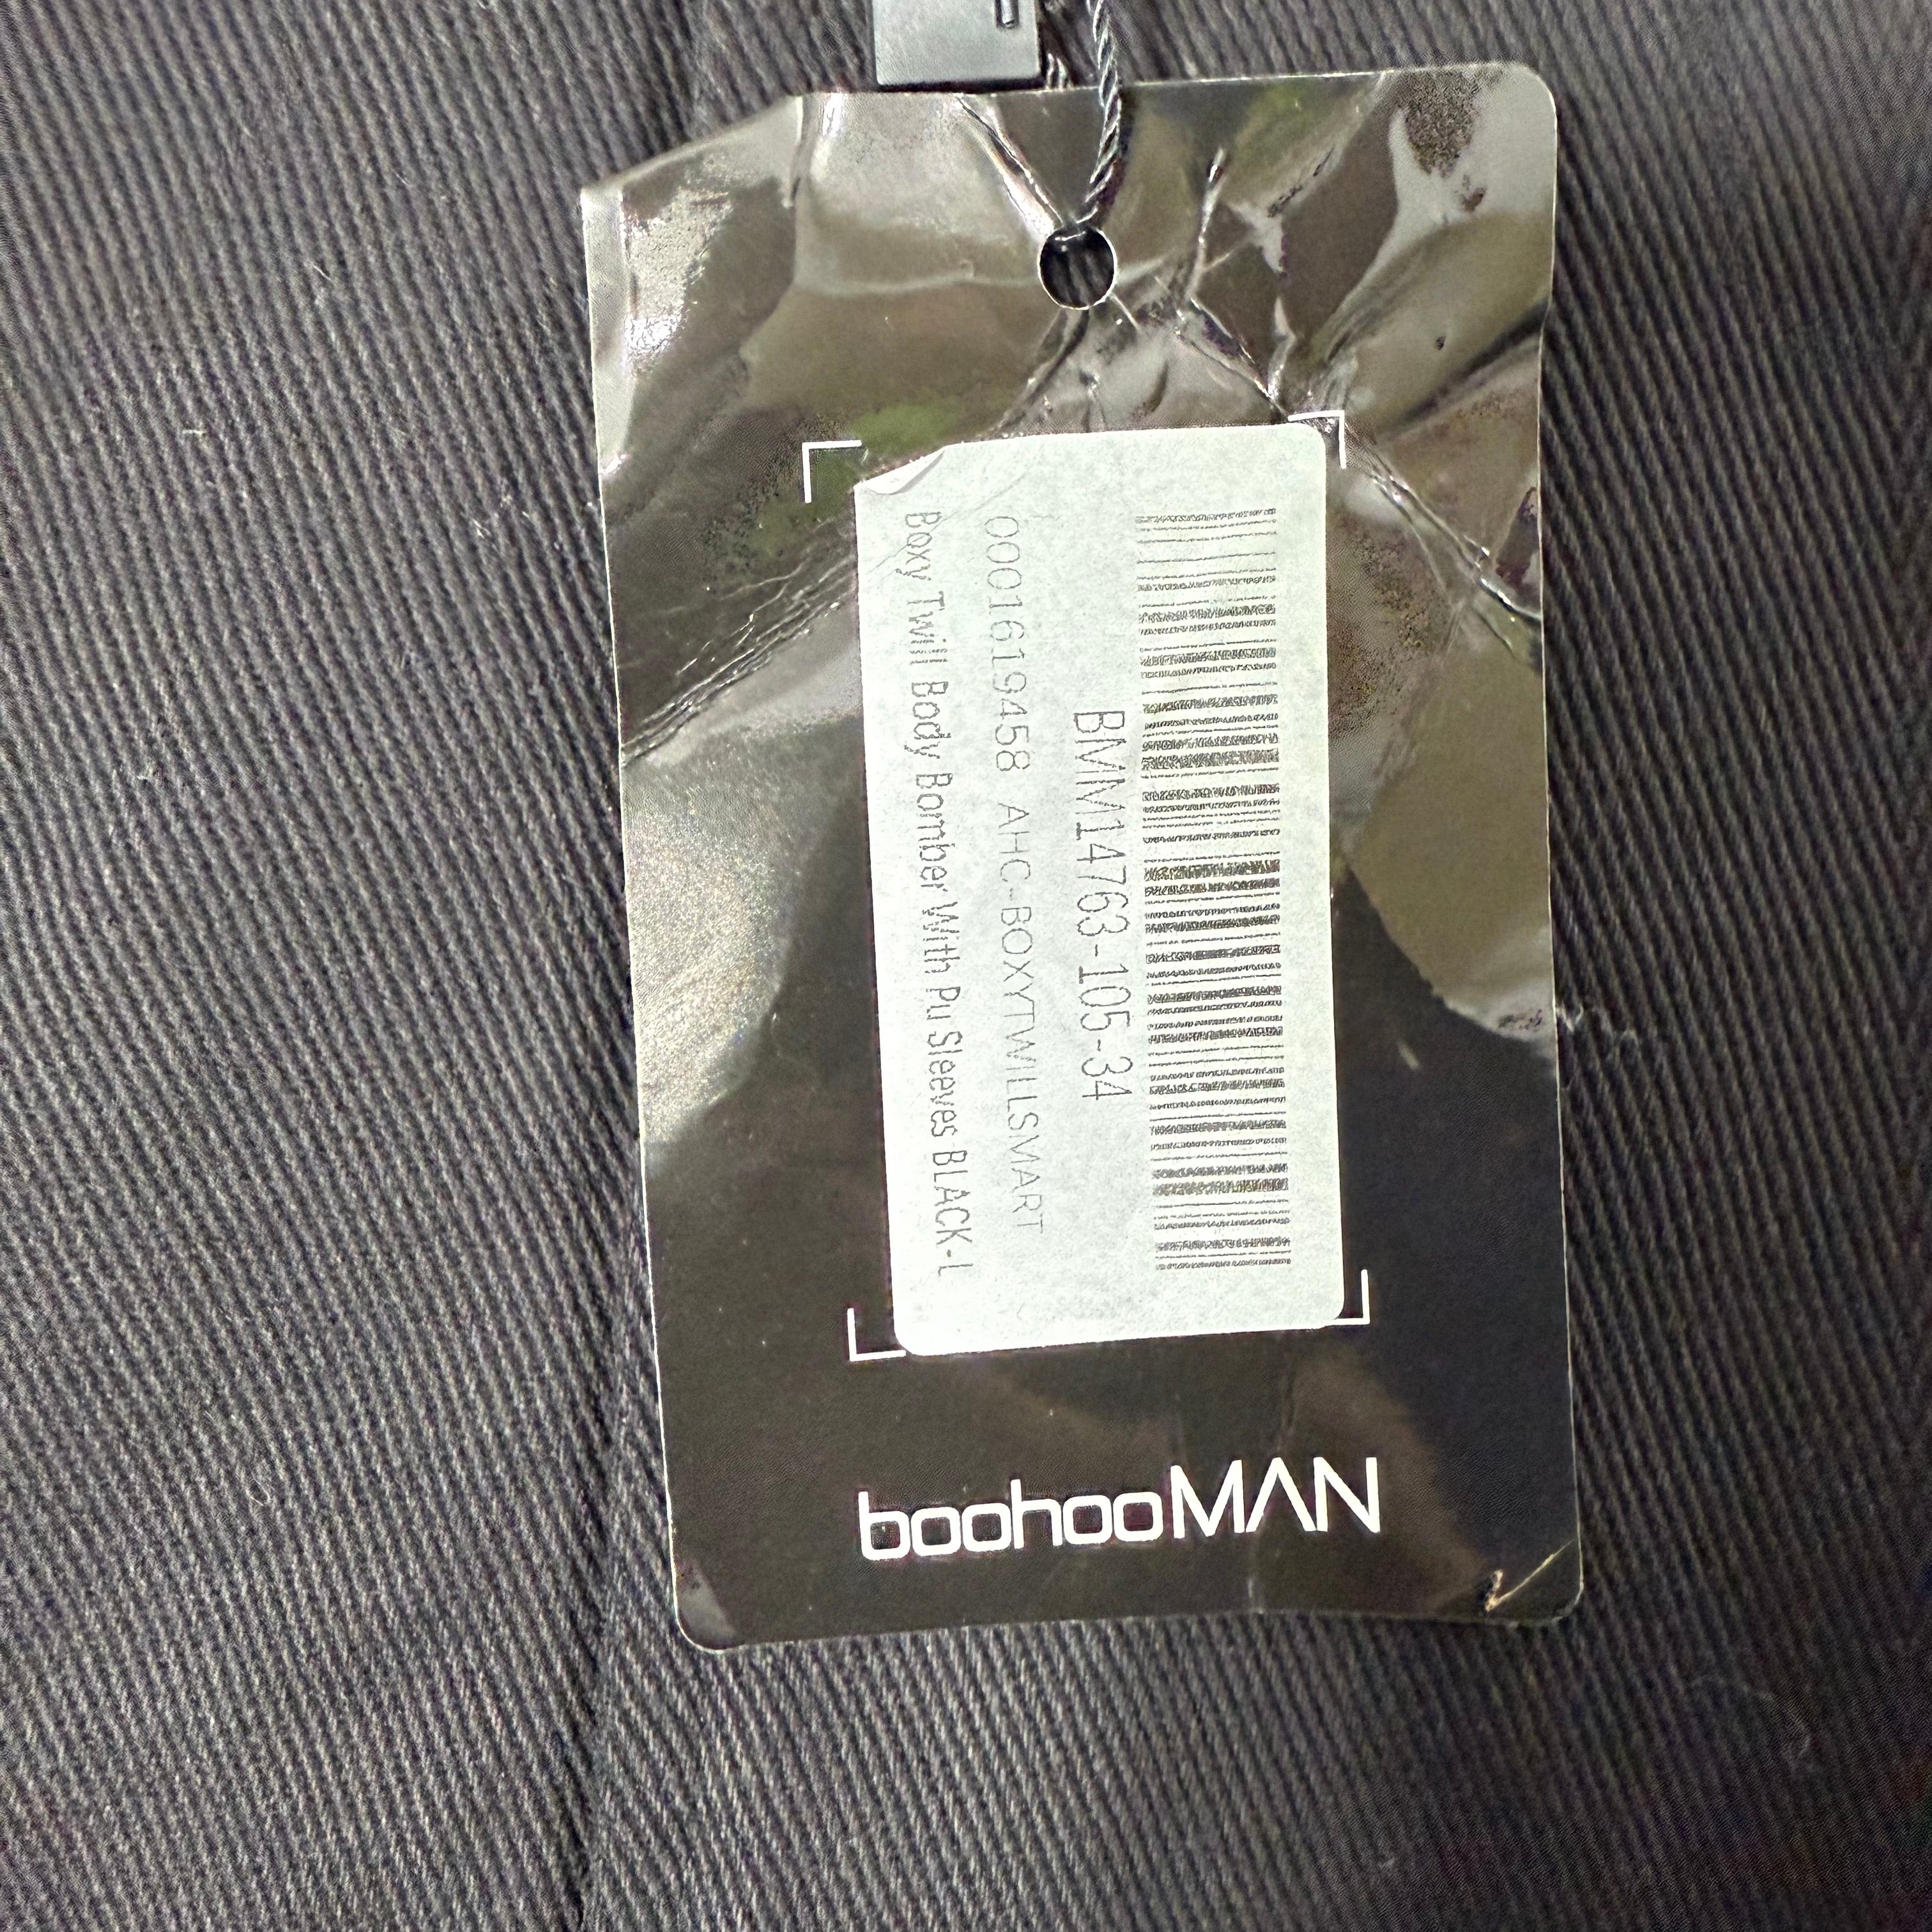 BMM14763-105-34
0001619458 AHC-BOXYTWILLSMART
Boxy Twill Body Bomber With Pu Sleeves-BLACK-L
boohooMAN